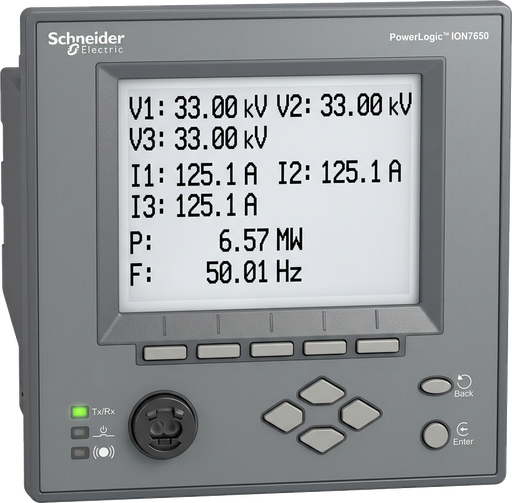 Schneider
Electric
PowerLogic™ ION7650
V1: 33.00 kV V2: 33.00 kV
V3: 33.00 kV
I1: 125.1 A I2: 125.1 A
I3: 125.1 A
P: 6.57 MW
F: 50.01 Hz
Tx/Rx
Back
Enter